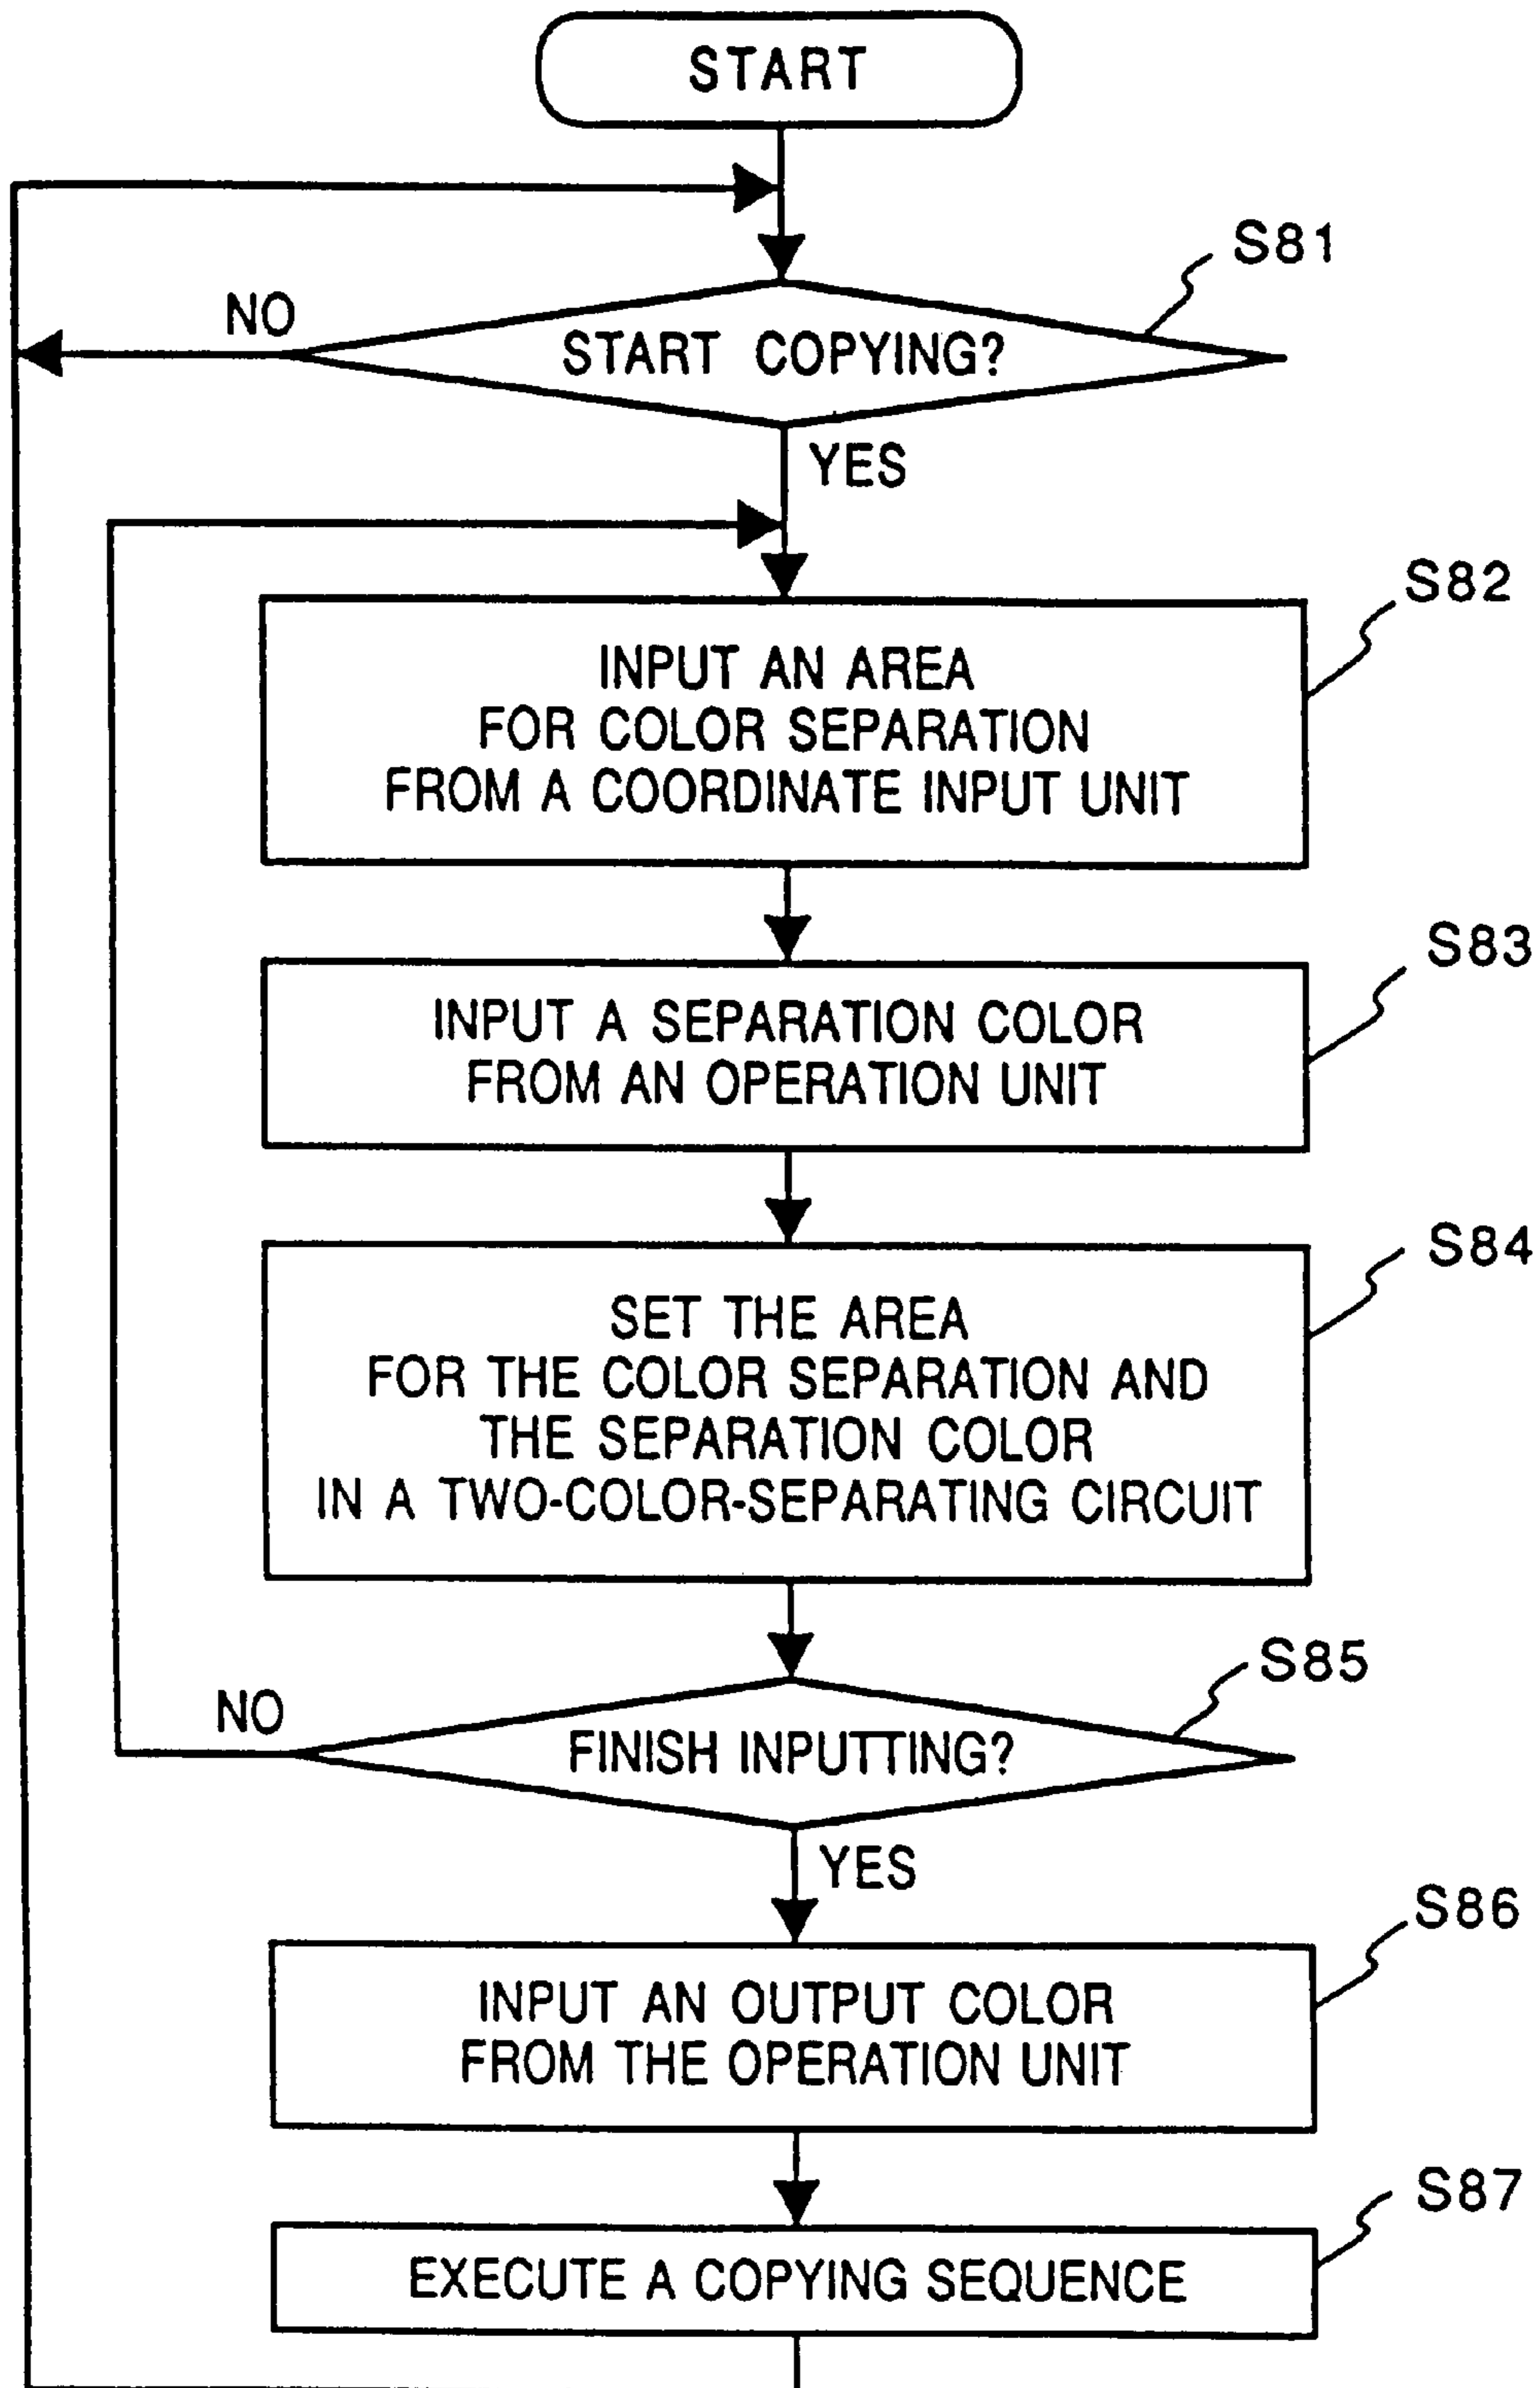 START
S81
NO
START COPYING?
YES
S82
INPUT AN AREA
FOR COLOR SEPARATION
FROM A COORDINATE INPUT UNIT
S83
INPUT A SEPARATION COLOR
FROM AN OPERATION UNIT
S84
SET THE AREA
FOR THE COLOR SEPARATION AND
THE SEPARATION COLOR
IN A TWO-COLOR-SEPARATING CIRCUIT
S85
NO
FINISH INPUTTING?
YES
S86
INPUT AN OUTPUT COLOR
FROM THE OPERATION UNIT
S87
EXECUTE A COPYING SEQUENCE